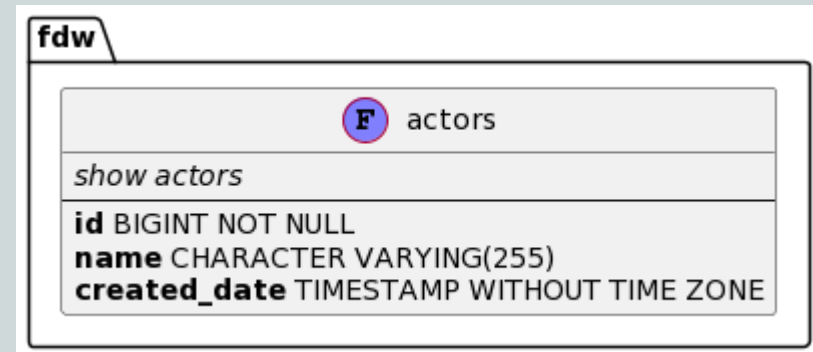 fdw
F actors
show actors
id BIGINT NOT NULL
name CHARACTER VARYING(255)
created_date TIMESTAMP WITHOUT TIME ZONE